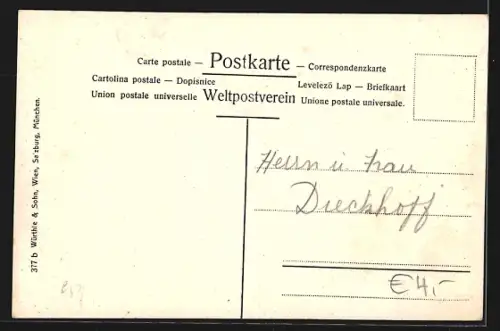 Carte postale — Postkarte — Correspondenzkarte
Cartolina postale — Dopisnice Levelező Lap — Briefkaart
Union postale universelle Weltpostverein Unione postale universale.
Herrn u. Frau
Dieckhoff
€ 4,-
377 b Würthle & Sohn, Wien, Salzburg, München.